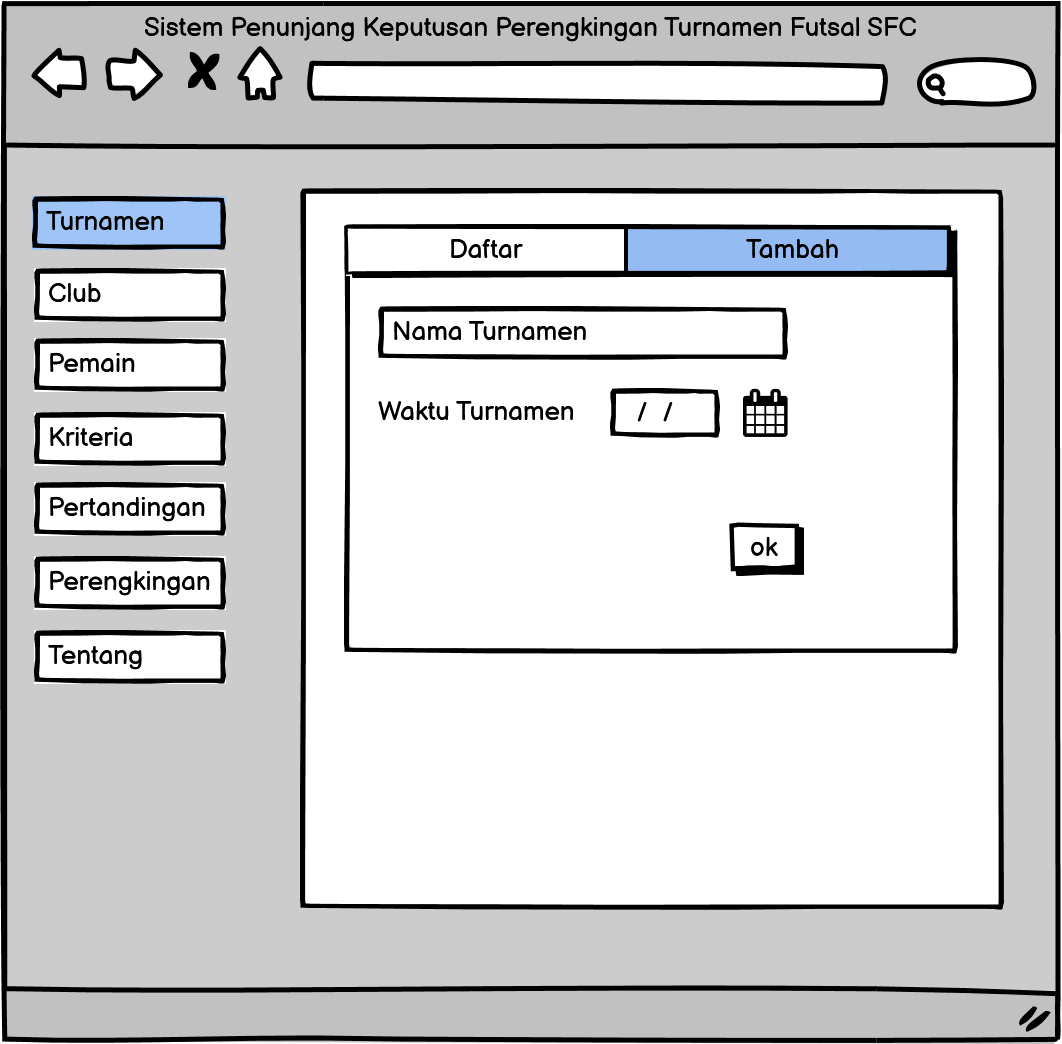 Sistem Penunjang Keputusan Perengkingan Turnamen Futsal SFC
Turnamen
Club
Pemain
Kriteria
Pertandingan
Perengkingan
Tentang
Daftar
Tambah
Nama Turnamen
Waktu Turnamen
/ /
ok